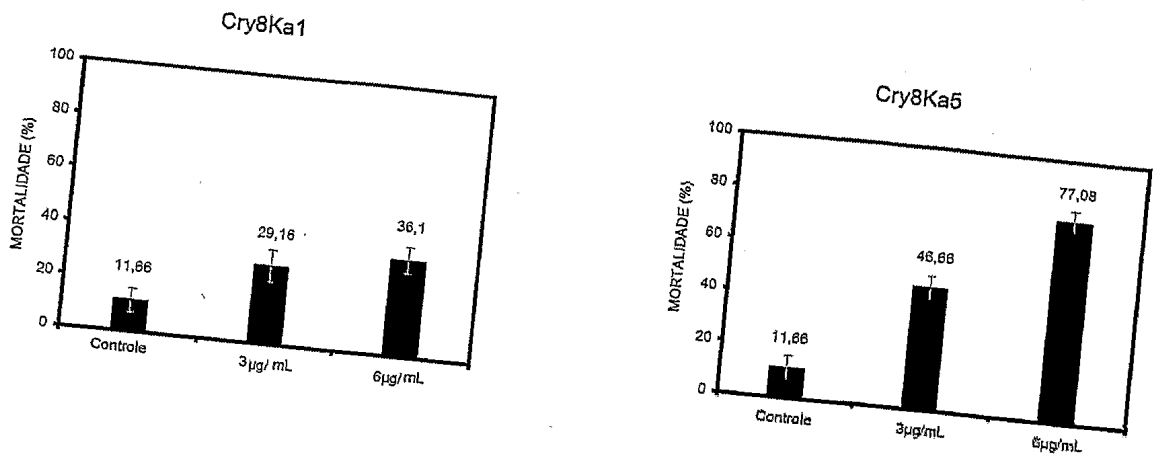 Cry8Ka1
MORTALIDADE (%)
100
80
60
40
20
0
11,66
29,16
36,1
Controle
3µg/ mL
6µg/mL
Cry8Ka5
MORTALIDADE (%)
100
80
60
40
20
0
11,66
46,66
77,08
Controle
3µg/mL
6µg/mL